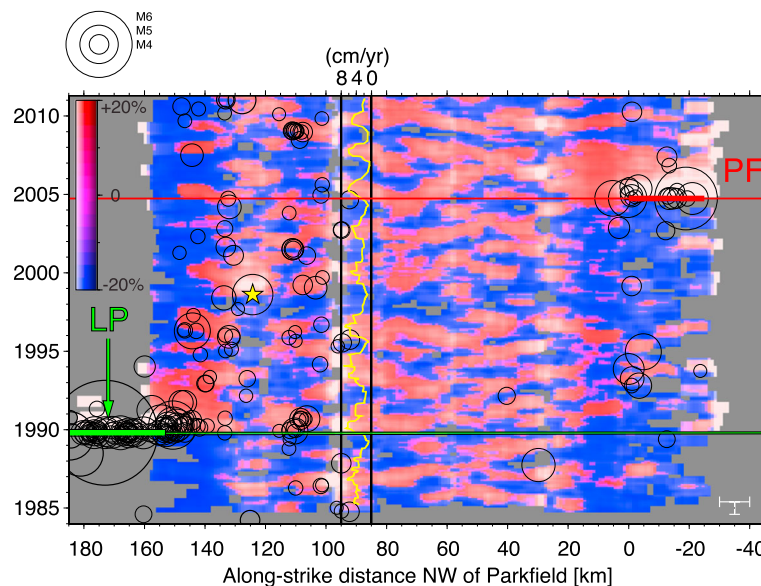 M6
M5
M4
(cm/yr)
8 4 0
+20%
0
-20%
LP
PF
2010
2005
2000
1995
1990
1985
180 160 140 120 100 80 60 40 20 0 -20 -40
Along-strike distance NW of Parkfield [km]